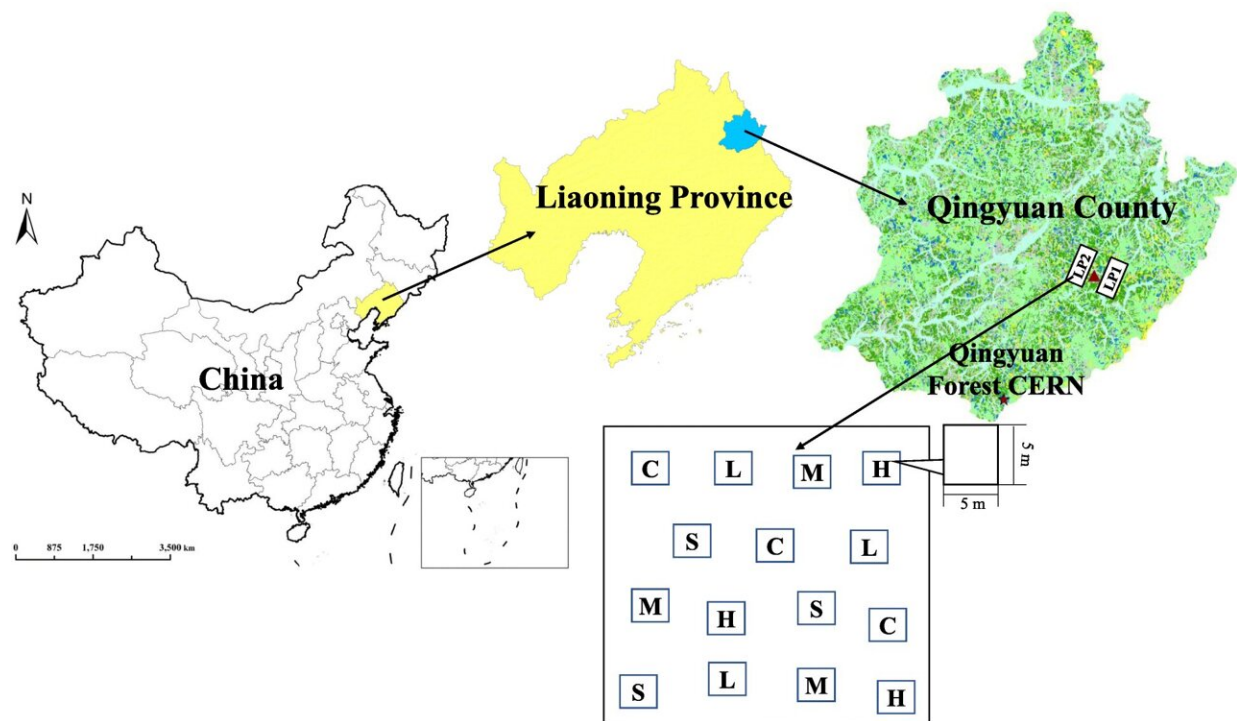 N
China
0 875 1,750 3,500 km
Liaoning Province
Qingyuan County
LP2
LP1
Qingyuan
Forest CERN
C L M H
5 m
5 m
S C L
M H S C
S L M H